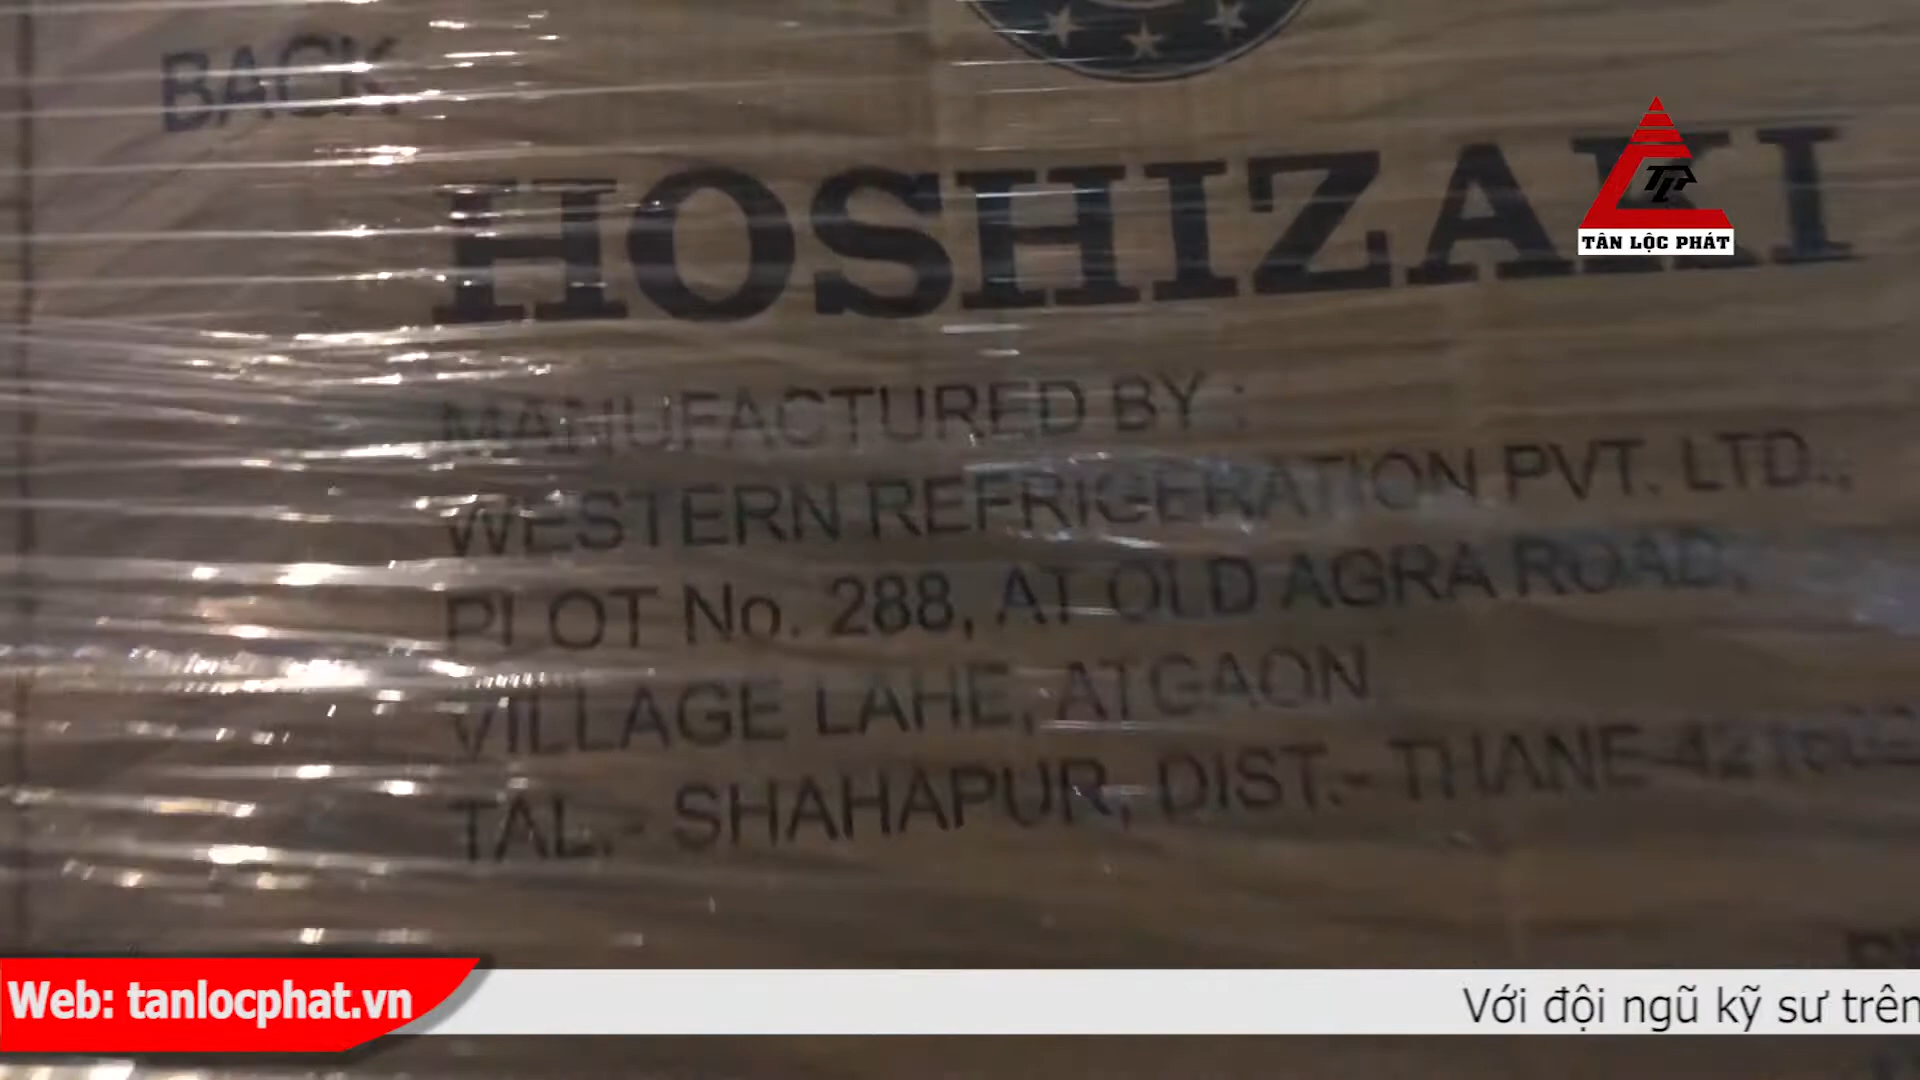 BACK
HOSHIZAKI
TÂN LỘC PHÁT
MANUFACTURED BY :
WESTERN REFRIGERATION PVT. LTD.,
PLOT No. 288, AT OLD AGRA ROAD,
VILLAGE LAHE, ATGAON
TAL.- SHAHAPUR, DIST.- THANE
Web: tanlocphat.vn
Với đội ngũ kỹ sư trên